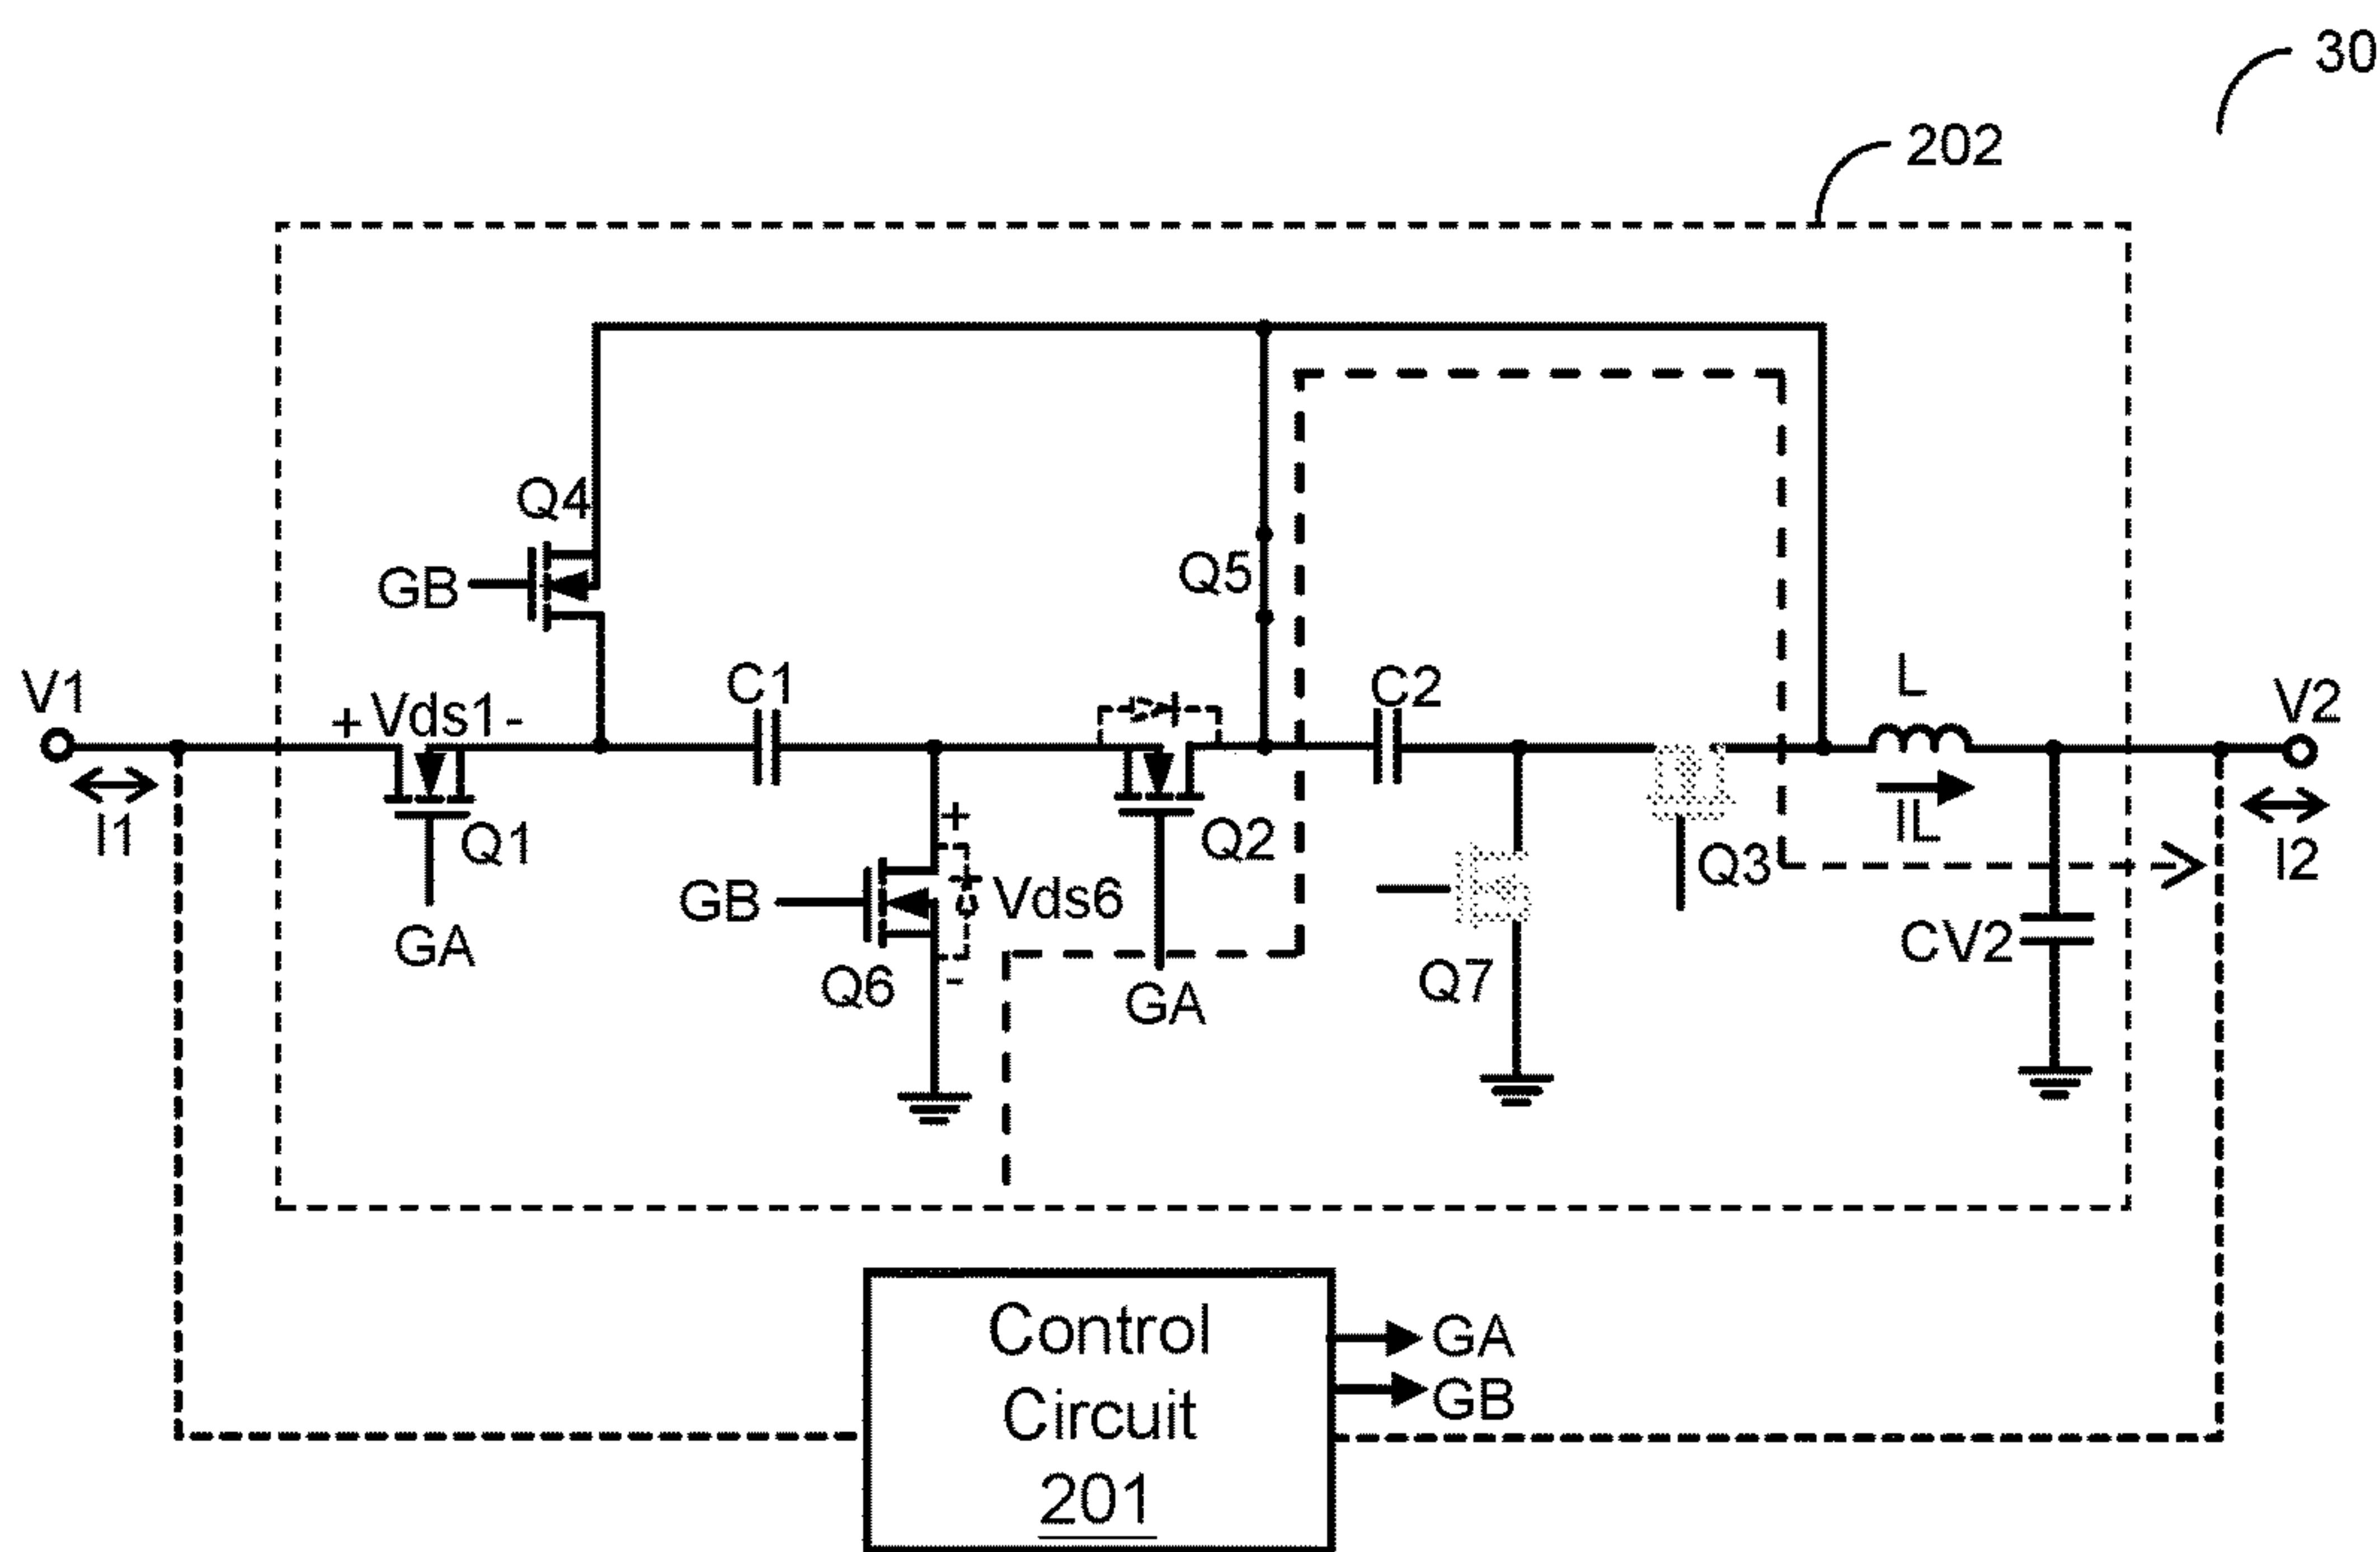 30
202
Q4
GB
Q5
V1
+ Vds1 -
C1
C2
L
V2
I1
Q1
GA
+
GB
Vds6
Q6
-
Q2
GA
Q7
Q3
IL
I2
CV2
Control
Circuit
201
GA
GB